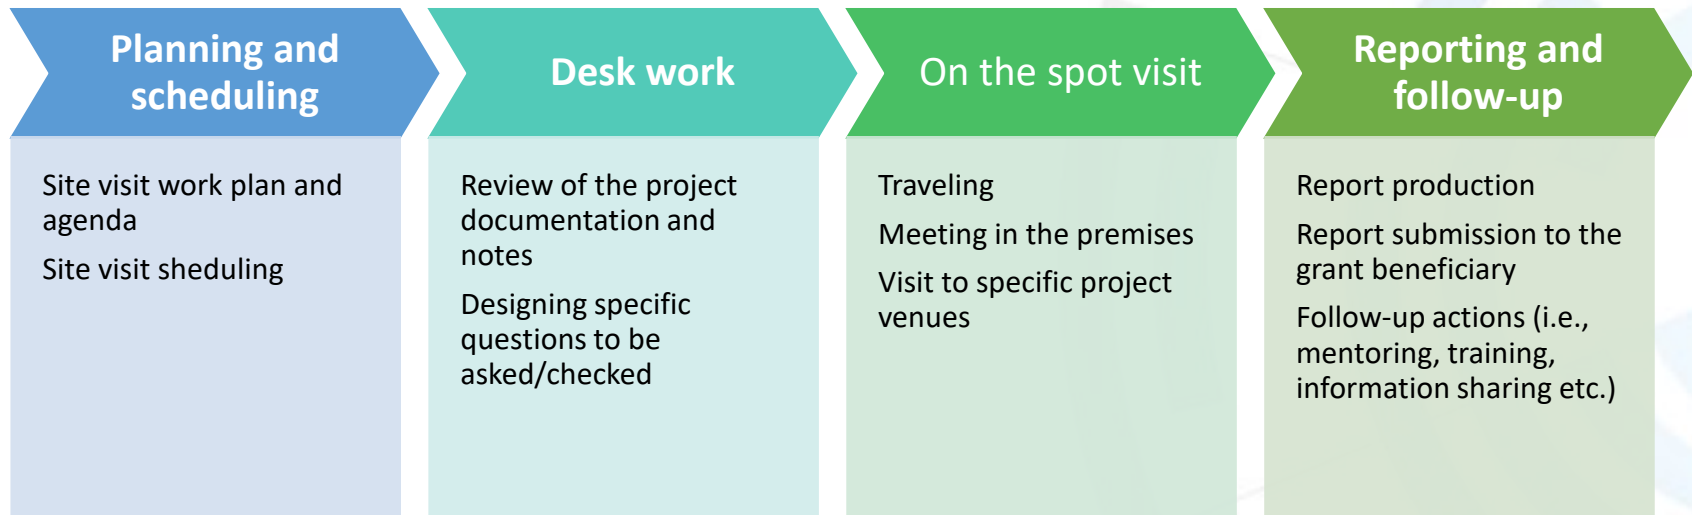 Planning and
scheduling
Site visit work plan and
agenda
Site visit sheduling
Desk work
Review of the project
documentation and
notes
Designing specific
questions to be
asked/checked
On the spot visit
Traveling
Meeting in the premises
Visit to specific project
venues
Reporting and
follow-up
Report production
Report submission to the
grant beneficiary
Follow-up actions (i.e.,
mentoring, training,
information sharing etc.)